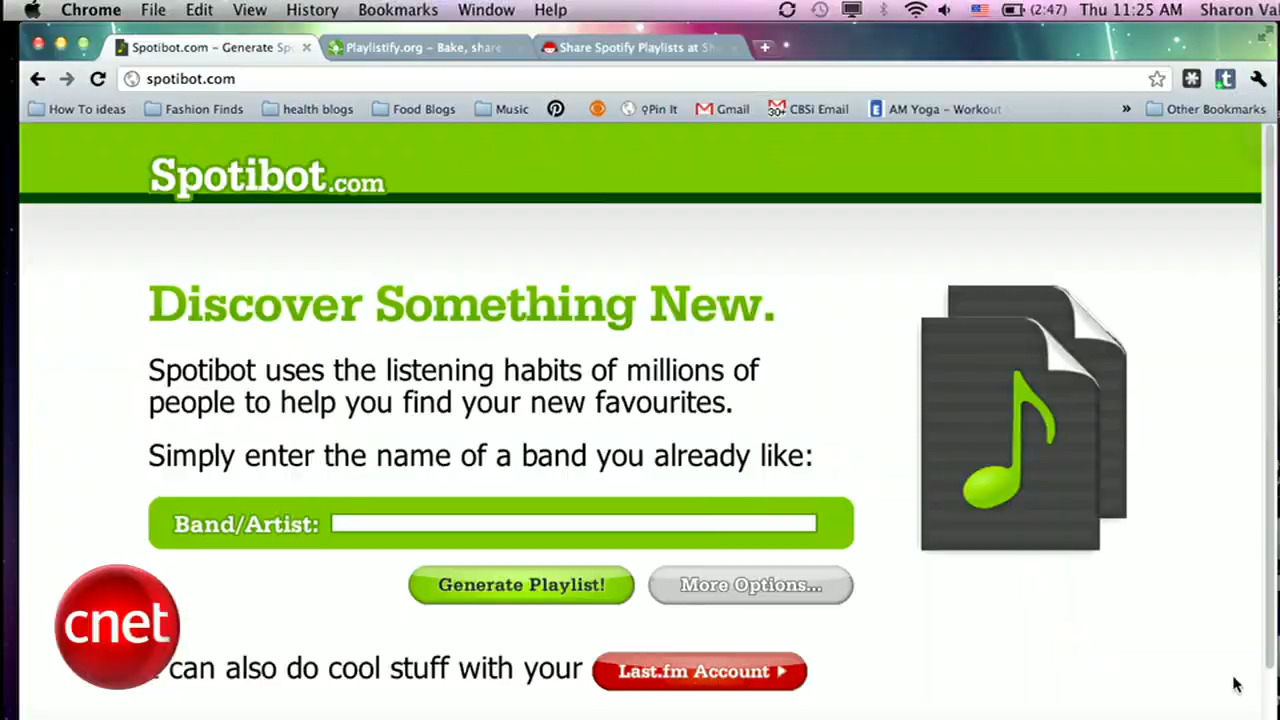 Chrome File Edit View History Bookmarks Window Help (2:47) Thu 11:25 AM Sharon Va
Spotibot.com – Generate Sp Playlistify.org – Bake, share Share Spotify Playlists at Sh
spotibot.com
How To ideas Fashion Finds health blogs Food Blogs Music Pin It Gmail 30+ CBSi Email E AM Yoga – Workout » Other Bookmarks
Spotibot.com
Discover Something New.
Spotibot uses the listening habits of millions of
people to help you find your new favourites.
Simply enter the name of a band you already like:
Band/Artist:
Generate Playlist! More Options...
cnet
can also do cool stuff with your Last.fm Account